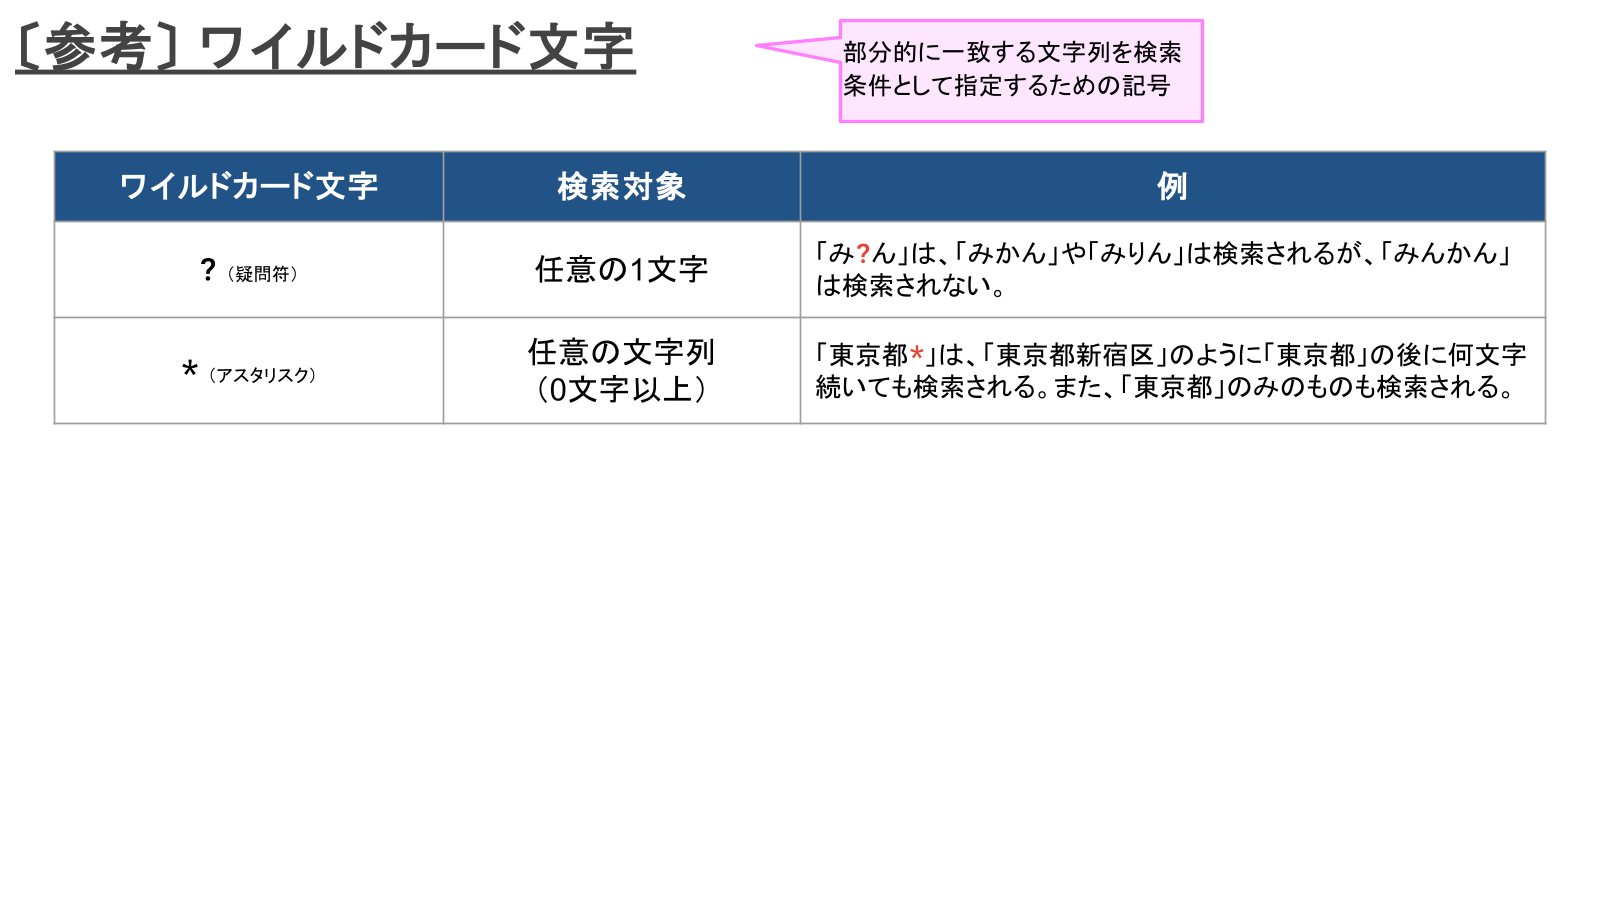 〔参考〕ワイルドカード文字
部分的に一致する文字列を検索
条件として指定するための記号
ワイルドカード文字 検索対象 例
?（疑問符） 任意の1文字 「み?ん」は、「みかん」や「みりん」は検索されるが、「みんかん」
は検索されない。
*（アスタリスク） 任意の文字列
（0文字以上）
「東京都*」は、「東京都新宿区」のように「東京都」の後に何文字
続いても検索される。また、「東京都」のみのものも検索される。